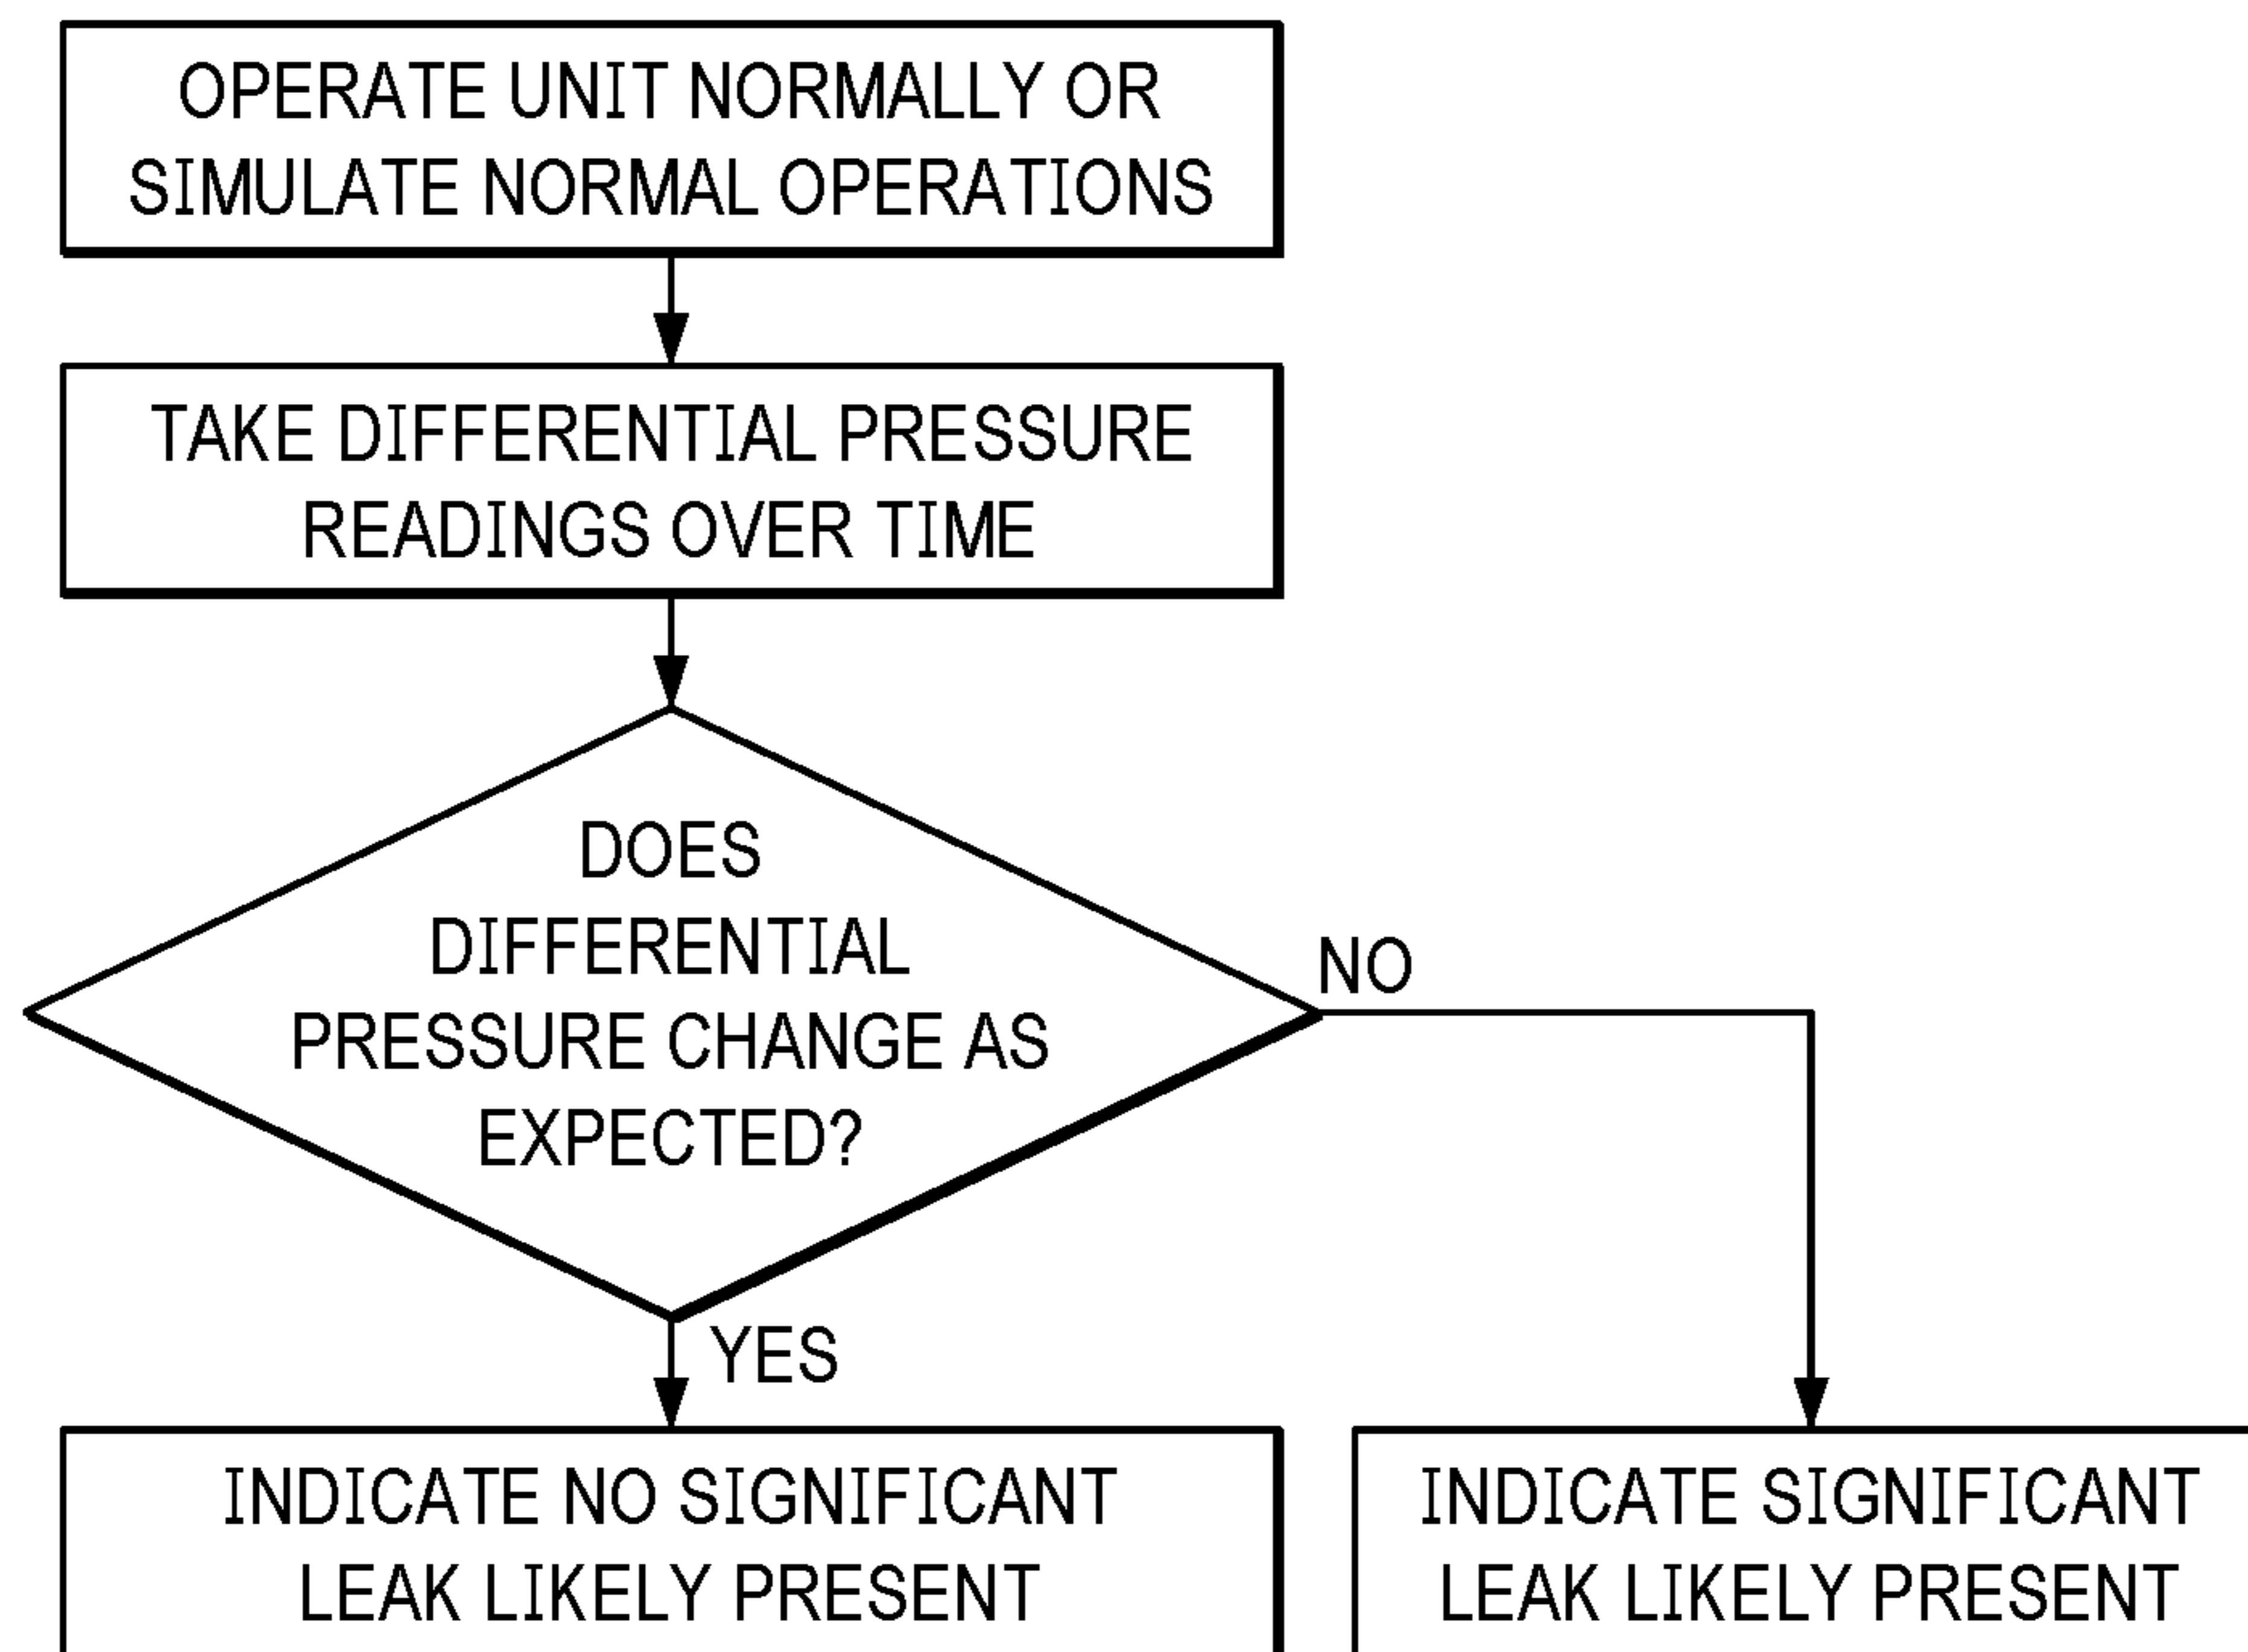 OPERATE UNIT NORMALLY OR
SIMULATE NORMAL OPERATIONS
TAKE DIFFERENTIAL PRESSURE
READINGS OVER TIME
DOES
DIFFERENTIAL
PRESSURE CHANGE AS
EXPECTED?
NO
YES
INDICATE NO SIGNIFICANT
LEAK LIKELY PRESENT
INDICATE SIGNIFICANT
LEAK LIKELY PRESENT